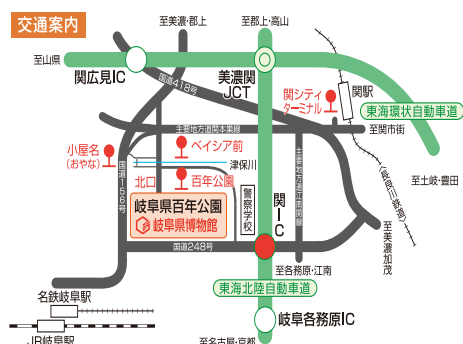 交通案内
至美濃・郡上
至郡上・高山
至山県
関広見IC
美濃関
JCT
国道418号
関シティ
ターミナル
関駅
東海環状自動車道
主要地方道関本巣線
至関市街
小屋名
(おやな)
ベイシア前
津保川
北口
百年公園
国道156号
主要地方道江南関線
至土岐・豊田
岐阜県百年公園
岐阜県博物館
警察学校
関IC
〈長良川鉄道〉
至美濃加茂
国道248号
至各務原・江南
東海北陸自動車道
名鉄岐阜駅
岐阜各務原IC
JR岐阜駅
至名古屋・京都